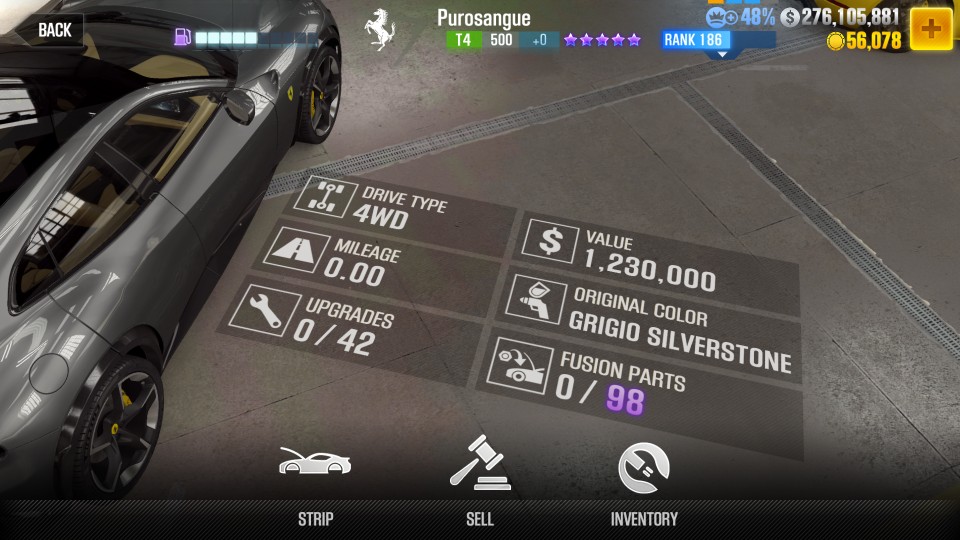 BACK
Purosangue
T4 500 +0
48%
276,105,881
RANK 186
56,078
DRIVE TYPE
4WD
MILEAGE
0.00
UPGRADES
0 / 42
VALUE
1,230,000
ORIGINAL COLOR
GRIGIO SILVERSTONE
FUSION PARTS
0 / 98
STRIP
SELL
INVENTORY